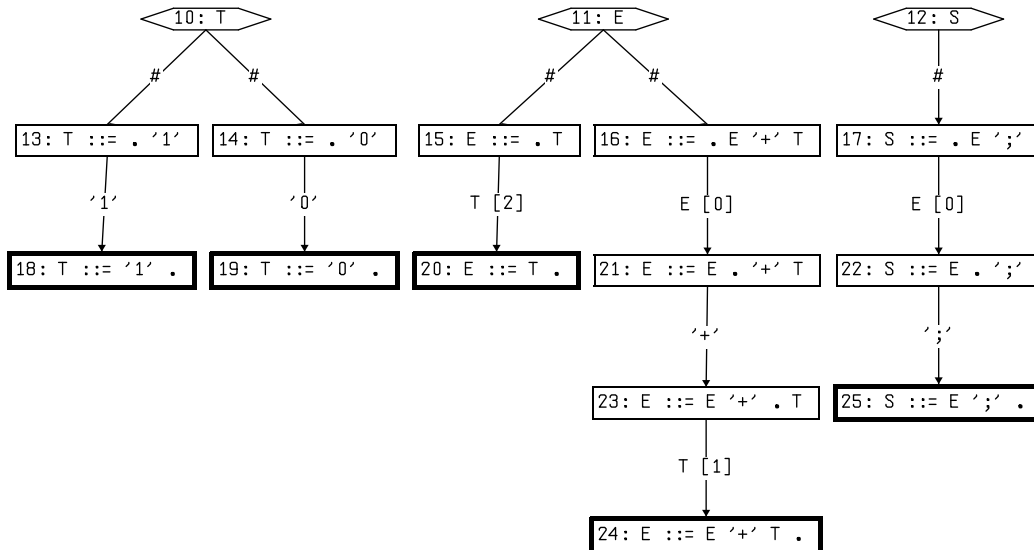 10: T
11: E
12: S
# # # # #
13: T ::= . '1'
14: T ::= . '0'
15: E ::= . T
16: E ::= . E '+' T
17: S ::= . E ';'
'1'
'0'
T [2]
E [0]
E [0]
18: T ::= '1' .
19: T ::= '0' .
20: E ::= T .
21: E ::= E . '+' T
22: S ::= E . ';'
'+'
';'
23: E ::= E '+' . T
25: S ::= E ';' .
T [1]
24: E ::= E '+' T .